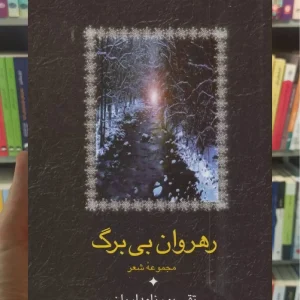 رهروان بی برگ
مجموعه شعر